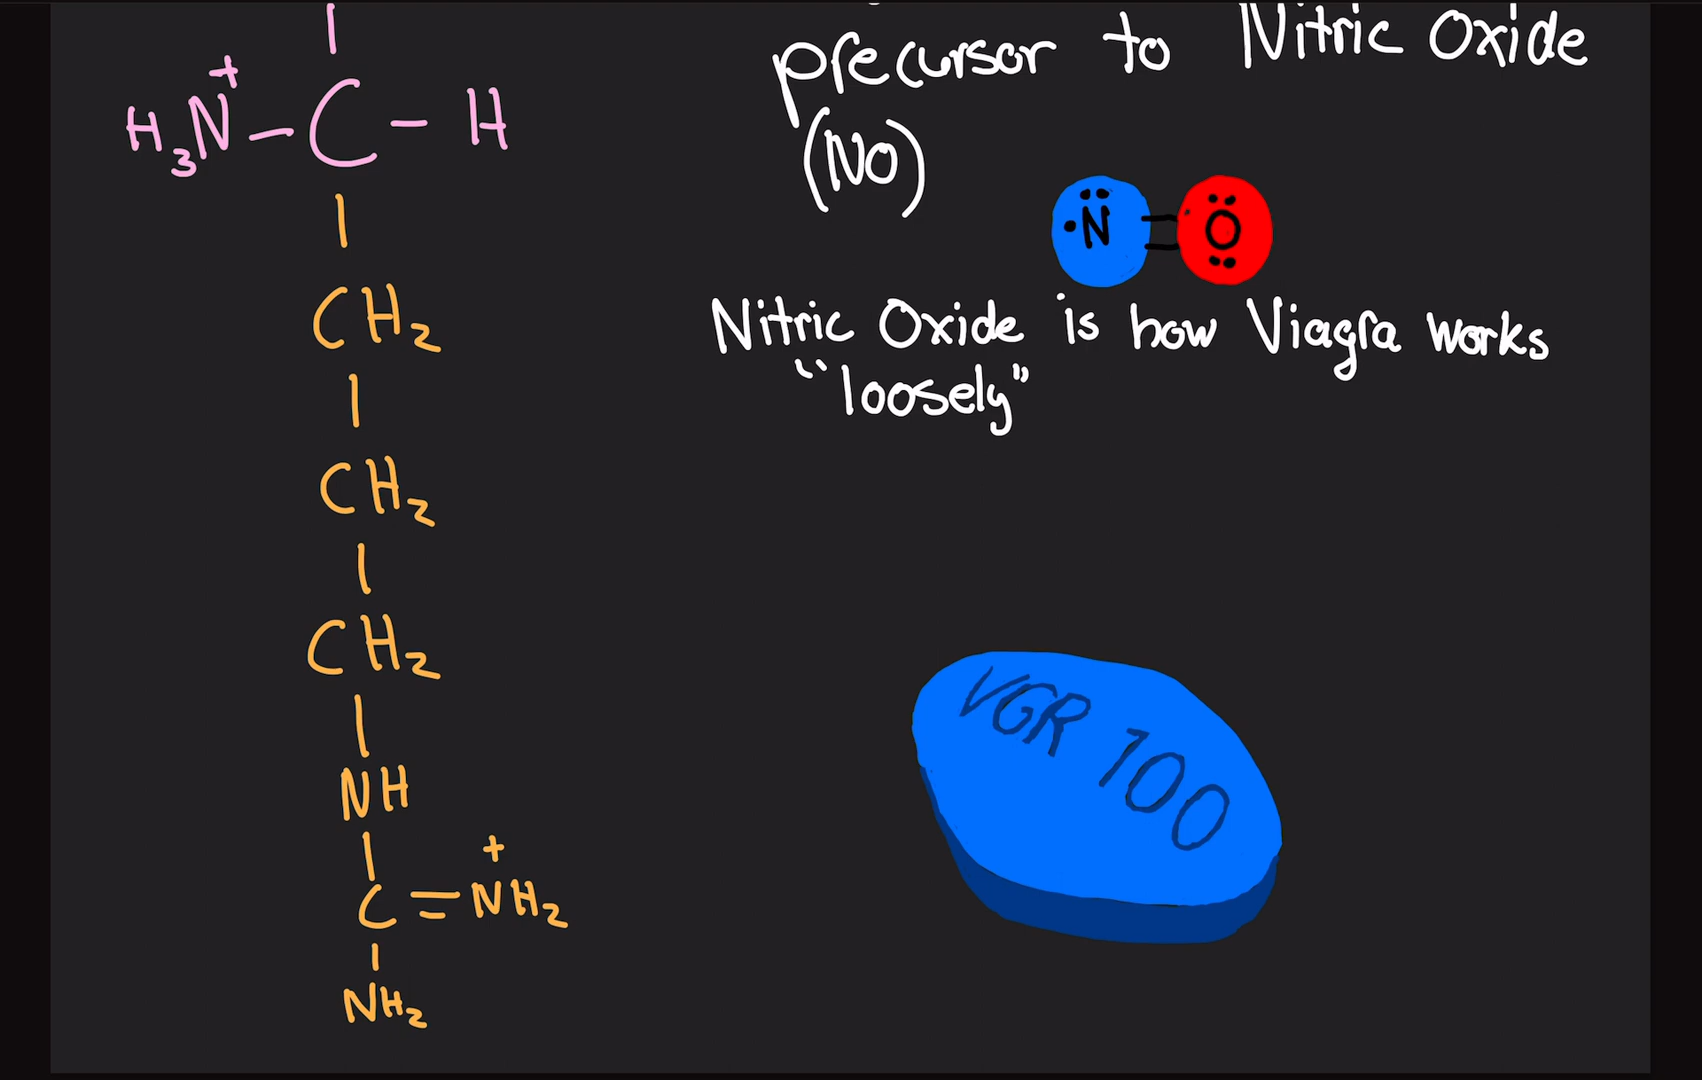 precursor to Nitric Oxide
(NO)
H3N+ – C – H
N = O
CH2
Nitric Oxide is how Viagra works
"loosely"
CH2
CH2
VGR 100
NH
C = +NH2
NH2